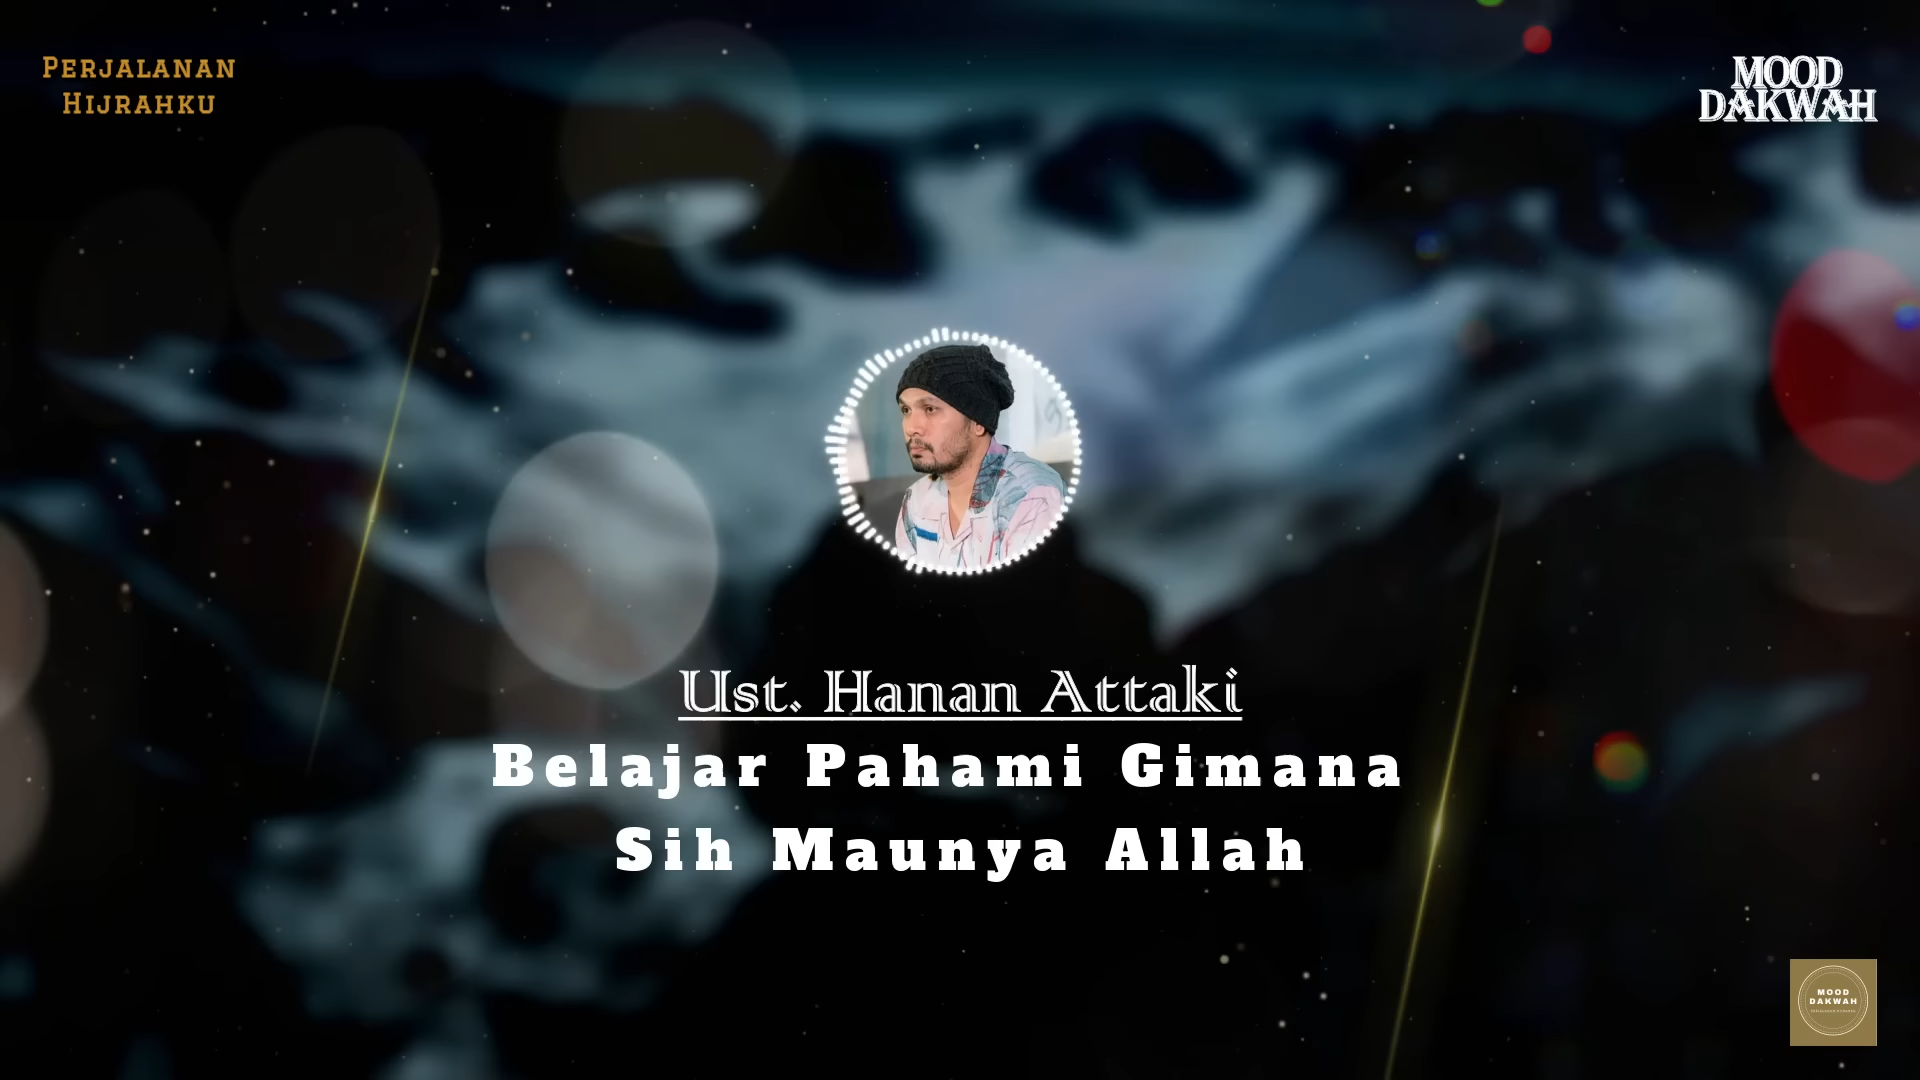 PERJALANAN
HIJRAHKU
MOOD
DAKWAH
Ust. Hanan Attaki
Belajar Pahami Gimana
Sih Maunya Allah
MOOD
DAKWAH